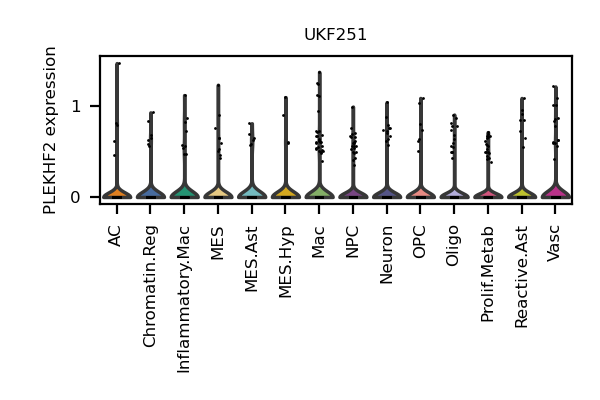 UKF251
PLEKHF2 expression
1
0
AC
Chromatin.Reg
Inflammatory.Mac
MES
MES.Ast
MES.Hyp
Mac
NPC
Neuron
OPC
Oligo
Prolif.Metab
Reactive.Ast
Vasc